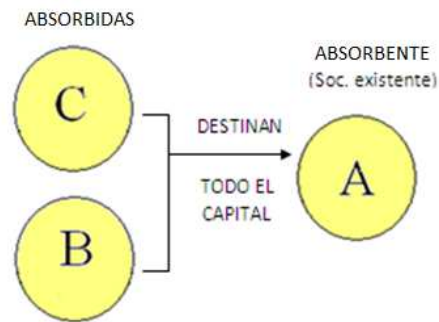 ABSORBIDAS
ABSORBENTE
(Soc. existente)
C
DESTINAN
A
TODO EL
CAPITAL
B